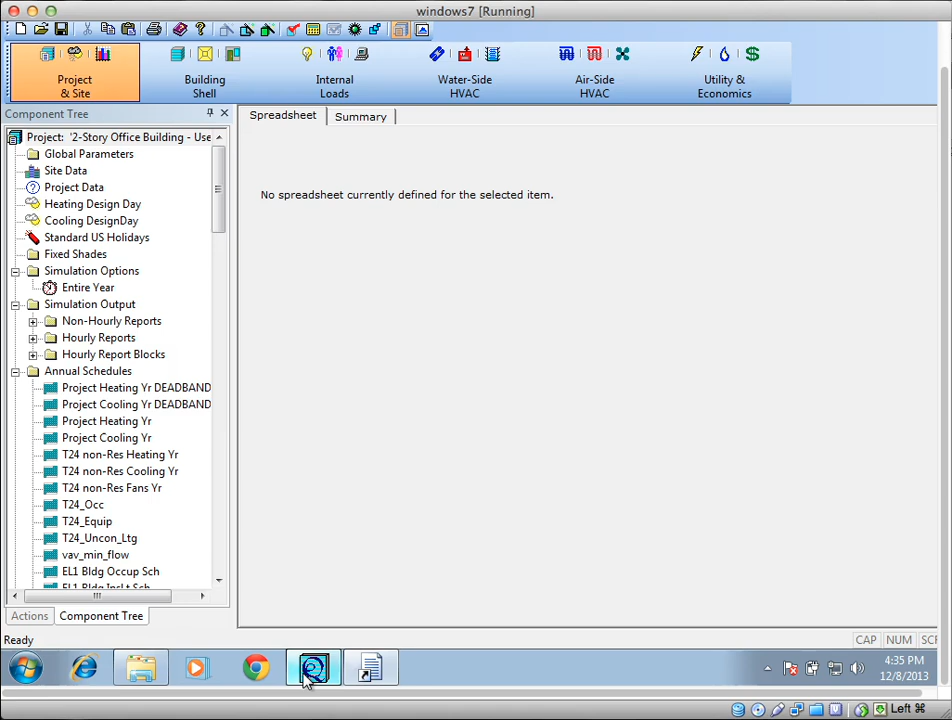 windows7 [Running]
Project & Site
Building Shell
Internal Loads
Water-Side HVAC
Air-Side HVAC
Utility & Economics
Component Tree
Project: '2-Story Office Building - Use
Global Parameters
Site Data
Project Data
Heating Design Day
Cooling DesignDay
Standard US Holidays
Fixed Shades
Simulation Options
Entire Year
Simulation Output
Non-Hourly Reports
Hourly Reports
Hourly Report Blocks
Annual Schedules
Project Heating Yr DEADBAND
Project Cooling Yr DEADBAND
Project Heating Yr
Project Cooling Yr
T24 non-Res Heating Yr
T24 non-Res Cooling Yr
T24 non-Res Fans Yr
T24_Occ
T24_Equip
T24_Uncon_Ltg
vav_min_flow
EL1 Bldg Occup Sch
EL1 Bldg InsLt Sch
Actions
Component Tree
Spreadsheet
Summary
No spreadsheet currently defined for the selected item.
Ready
CAP NUM SCR
4:35 PM
12/8/2013
Left ⌘